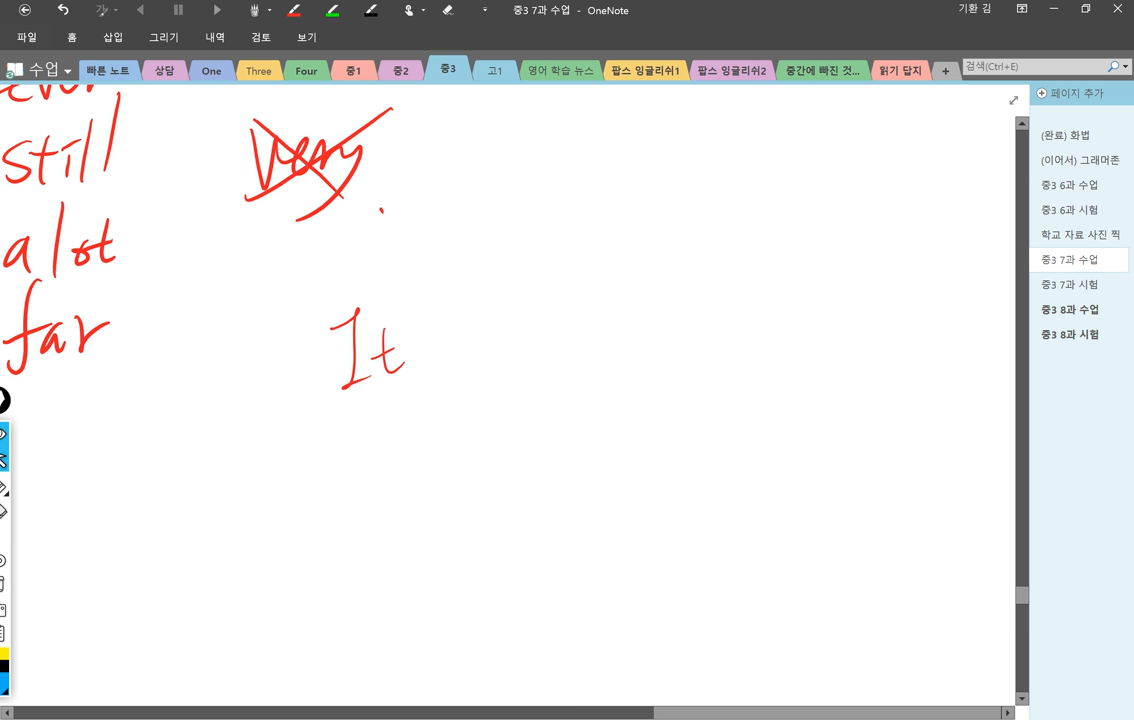 중3 7과 수업 - OneNote
기환 김
파일 홈 삽입 그리기 내역 검토 보기
수업 빠른 노트 상담 One Three Four 중1 중2 중3 고1 영어 학습 뉴스 팝스 잉글리쉬1 팝스 잉글리쉬2 중간에 빠진 것... 읽기 답지 + 검색(Ctrl+E)
페이지 추가
(완료) 화법
(이어서) 그래머존
중3 6과 수업
중3 6과 시험
학교 자료 사진 찍
중3 7과 수업
중3 7과 시험
중3 8과 수업
중3 8과 시험
even
still
a lot
far
very
It